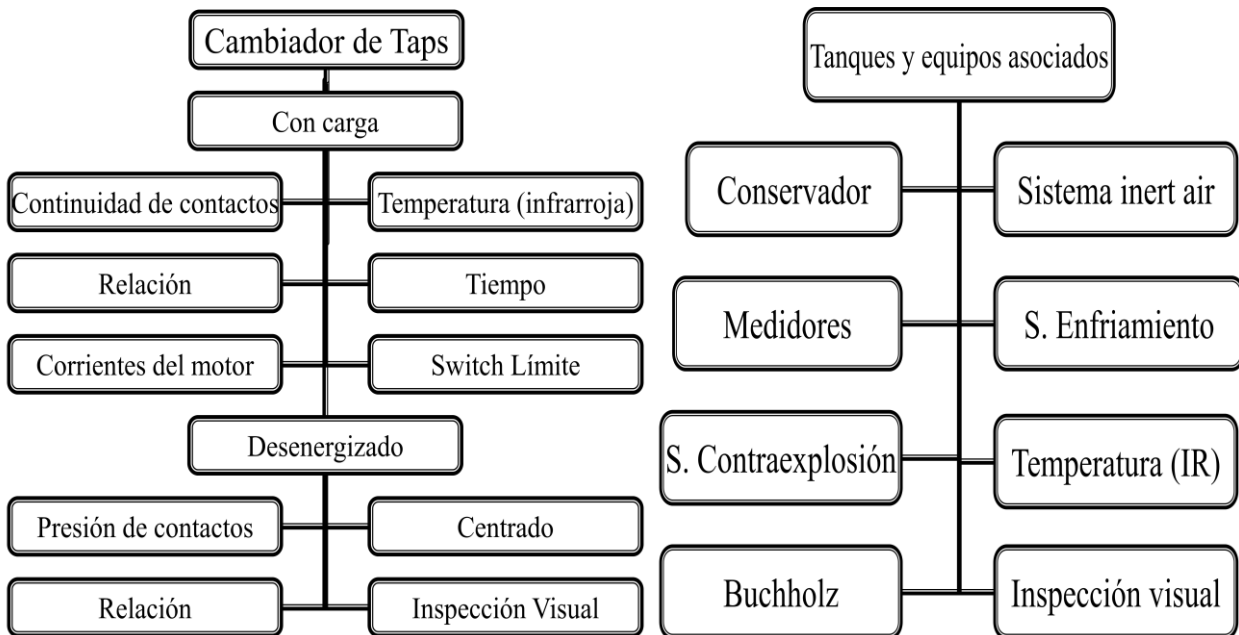 Cambiador de Taps
Con carga
Continuidad de contactos
Temperatura (infrarroja)
Relación
Tiempo
Corrientes del motor
Switch Límite
Desenergizado
Presión de contactos
Centrado
Relación
Inspección Visual
Tanques y equipos asociados
Conservador
Sistema inert air
Medidores
S. Enfriamiento
S. Contraexplosión
Temperatura (IR)
Buchholz
Inspección visual